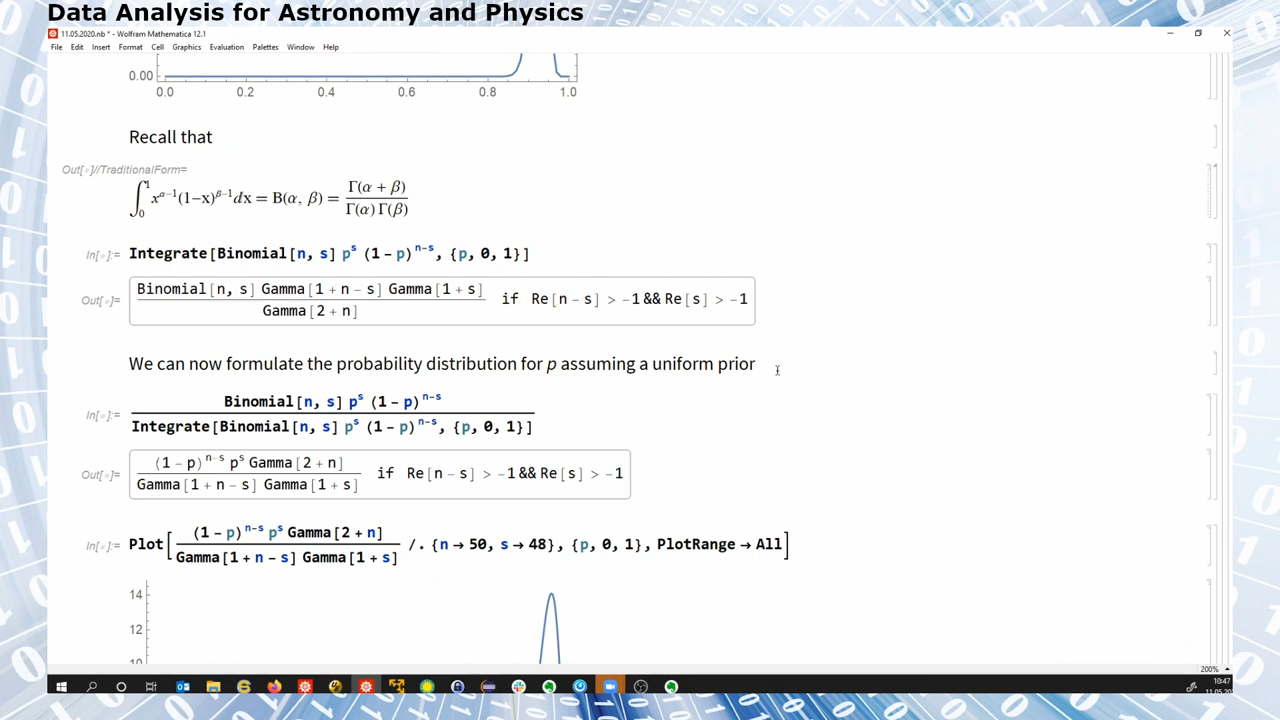 Data Analysis for Astronomy and Physics
11.05.2020.nb * - Wolfram Mathematica 12.1
File Edit Insert Format Cell Graphics Evaluation Palettes Window Help
0.00
0.0 0.2 0.4 0.6 0.8 1.0
Recall that
Out[◦]//TraditionalForm=
∫₀¹ x^(α−1) (1−x)^(β−1) dx = B(α, β) = Γ(α + β) / Γ(α) Γ(β)
In[◦]:= Integrate[Binomial[n, s] p^s (1 – p)^(n–s), {p, 0, 1}]
Out[◦]= Binomial[n, s] Gamma[1 + n – s] Gamma[1 + s] / Gamma[2 + n] if Re[n – s] > –1 && Re[s] > –1
We can now formulate the probability distribution for p assuming a uniform prior
In[◦]:= Binomial[n, s] p^s (1 – p)^(n–s) / Integrate[Binomial[n, s] p^s (1 – p)^(n–s), {p, 0, 1}]
Out[◦]= (1 – p)^(n–s) p^s Gamma[2 + n] / Gamma[1 + n – s] Gamma[1 + s] if Re[n – s] > –1 && Re[s] > –1
In[◦]:= Plot[(1 – p)^(n–s) p^s Gamma[2 + n] / Gamma[1 + n – s] Gamma[1 + s] /. {n → 50, s → 48}, {p, 0, 1}, PlotRange → All]
14
12
10
200%
10:47